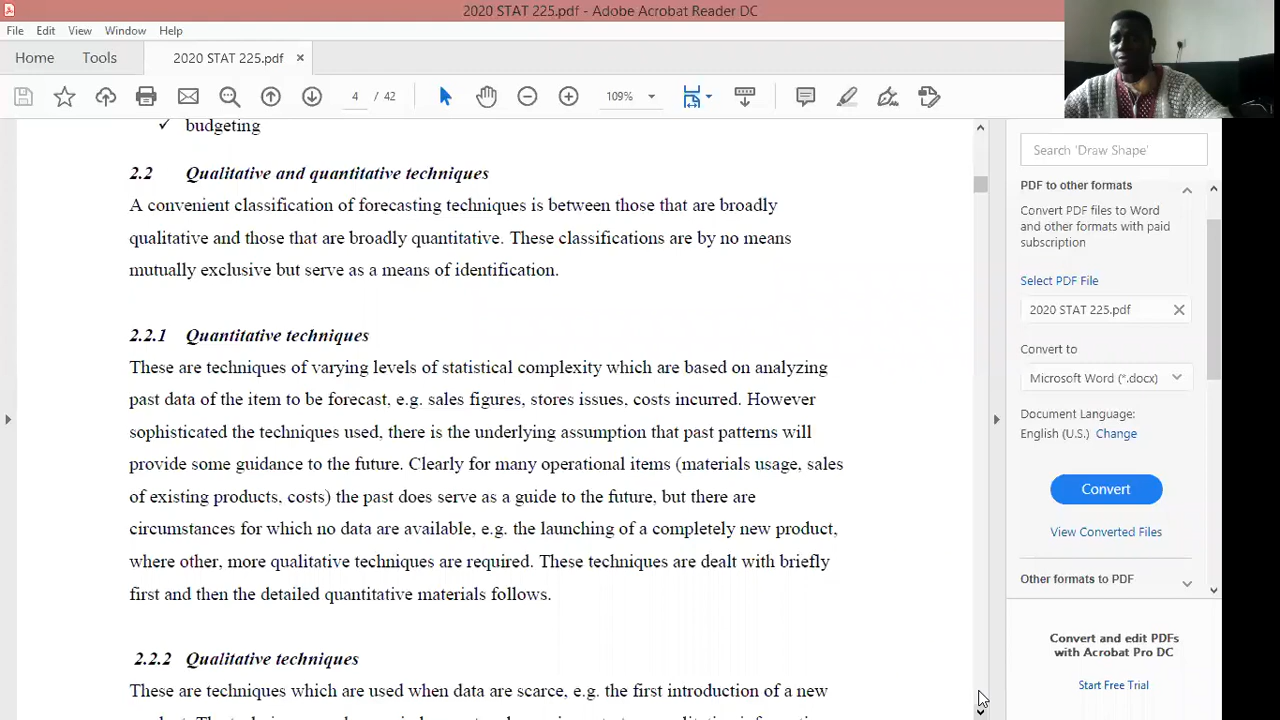 2020 STAT 225.pdf - Adobe Acrobat Reader DC
File Edit View Window Help
Home Tools 2020 STAT 225.pdf ×
4 / 42 109%
✓ budgeting
2.2 Qualitative and quantitative techniques
A convenient classification of forecasting techniques is between those that are broadly
qualitative and those that are broadly quantitative. These classifications are by no means
mutually exclusive but serve as a means of identification.
2.2.1 Quantitative techniques
These are techniques of varying levels of statistical complexity which are based on analyzing
past data of the item to be forecast, e.g. sales figures, stores issues, costs incurred. However
sophisticated the techniques used, there is the underlying assumption that past patterns will
provide some guidance to the future. Clearly for many operational items (materials usage, sales
of existing products, costs) the past does serve as a guide to the future, but there are
circumstances for which no data are available, e.g. the launching of a completely new product,
where other, more qualitative techniques are required. These techniques are dealt with briefly
first and then the detailed quantitative materials follows.
2.2.2 Qualitative techniques
These are techniques which are used when data are scarce, e.g. the first introduction of a new
Search 'Draw Shape'
PDF to other formats
Convert PDF files to Word
and other formats with paid
subscription
Select PDF File
2020 STAT 225.pdf
Convert to
Microsoft Word (*.docx)
Document Language:
English (U.S.) Change
Convert
View Converted Files
Other formats to PDF
Convert and edit PDFs
with Acrobat Pro DC
Start Free Trial